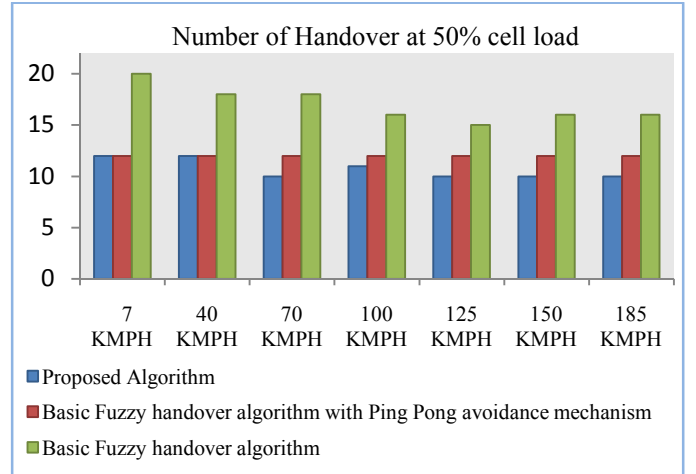 Number of Handover at 50% cell load
20
15
10
5
0
7 40 70 100 125 150 185
KMPH KMPH KMPH KMPH KMPH KMPH KMPH
Proposed Algorithm
Basic Fuzzy handover algorithm with Ping Pong avoidance mechanism
Basic Fuzzy handover algorithm